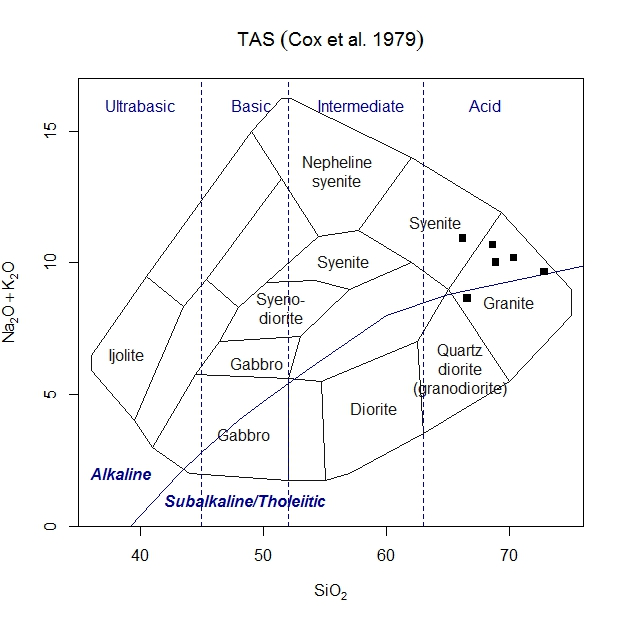 TAS (Cox et al. 1979)
Ultrabasic Basic Intermediate Acid
Nepheline
syenite
Syenite
Syenite
Syeno-
diorite
Granite
Ijolite
Gabbro
Quartz
diorite
(granodiorite)
Diorite
Gabbro
Alkaline
Subalkaline/Tholeiitic
0 5 10 15
Na₂O + K₂O
40 50 60 70
SiO₂